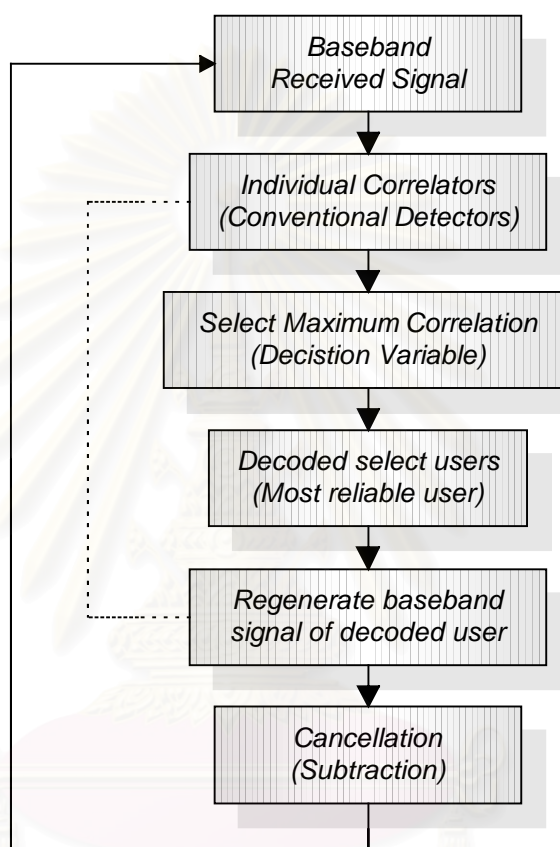 Baseband
Received Signal
Individual Correlators
(Conventional Detectors)
Select Maximum Correlation
(Decistion Variable)
Decoded select users
(Most reliable user)
Regenerate baseband
signal of decoded user
Cancellation
(Subtraction)